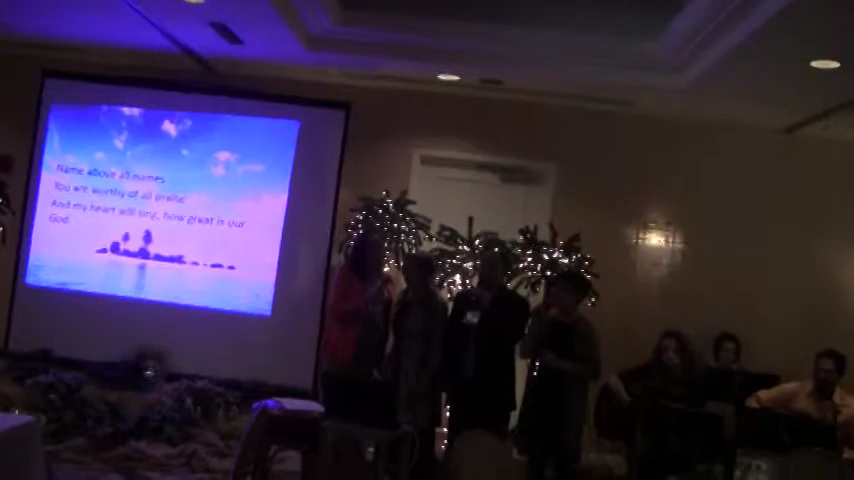 Name above all names.
You are worthy of all praise
And my heart will sing, how great is our
God.